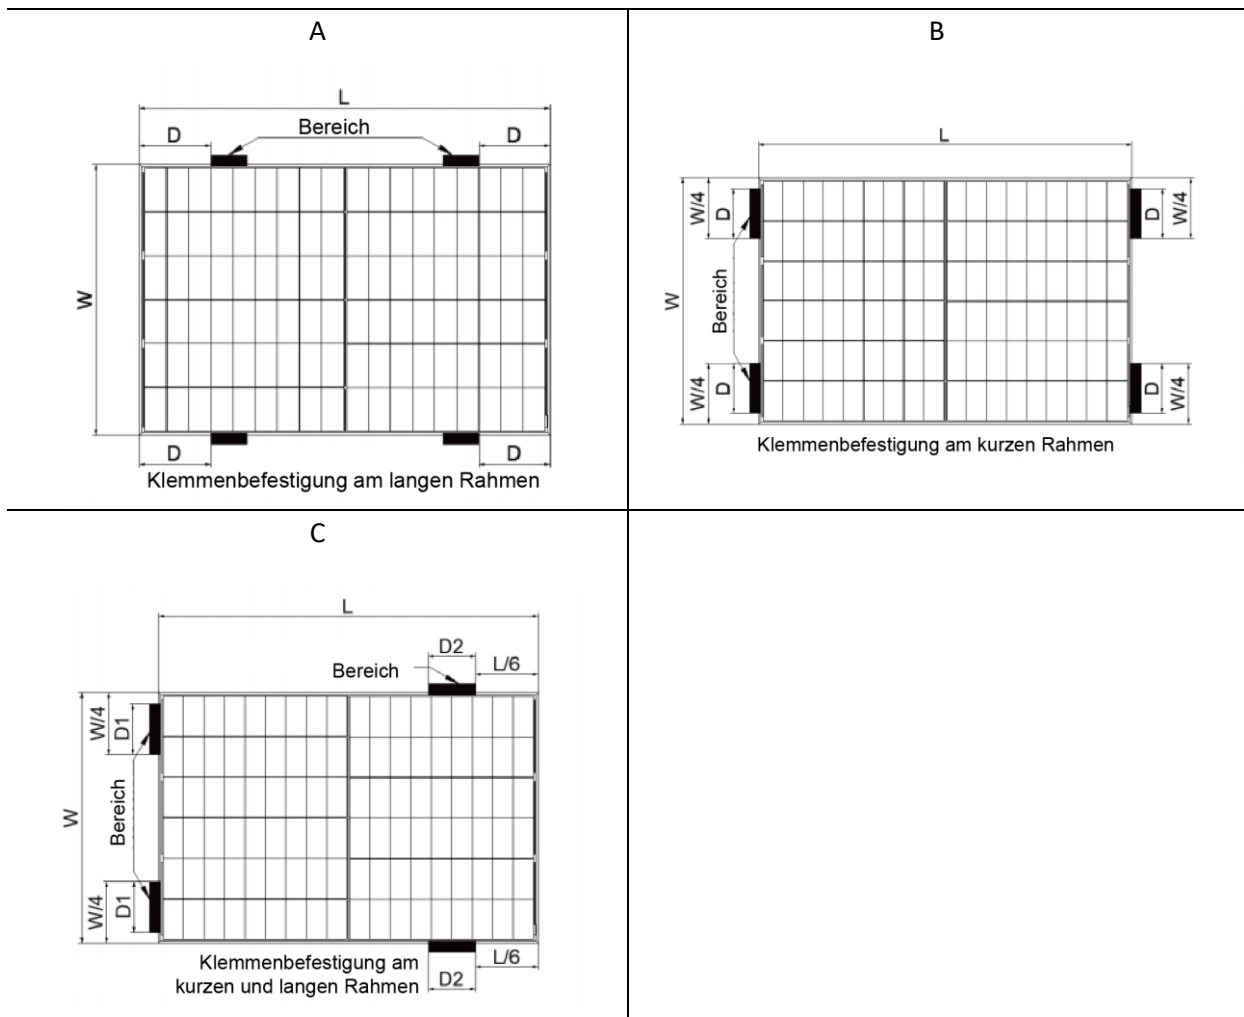 A
L
D
Bereich
D
W
D
D
Klemmenbefestigung am langen Rahmen
B
L
W/4
D
D
W/4
W
Bereich
W/4
D
D
W/4
Klemmenbefestigung am kurzen Rahmen
C
L
D2
Bereich
L/6
W/4
D1
W
Bereich
W/4
D1
Klemmenbefestigung am
kurzen und langen Rahmen
D2
L/6